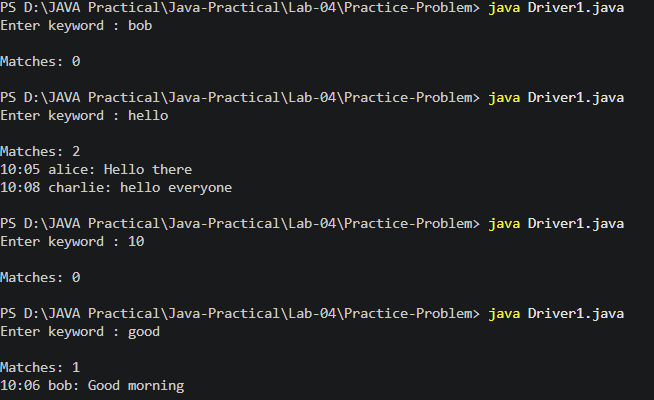 PS D:\JAVA Practical\Java-Practical\Lab-04\Practice-Problem> java Driver1.java
Enter keyword : bob
Matches: 0
PS D:\JAVA Practical\Java-Practical\Lab-04\Practice-Problem> java Driver1.java
Enter keyword : hello
Matches: 2
10:05 alice: Hello there
10:08 charlie: hello everyone
PS D:\JAVA Practical\Java-Practical\Lab-04\Practice-Problem> java Driver1.java
Enter keyword : 10
Matches: 0
PS D:\JAVA Practical\Java-Practical\Lab-04\Practice-Problem> java Driver1.java
Enter keyword : good
Matches: 1
10:06 bob: Good morning